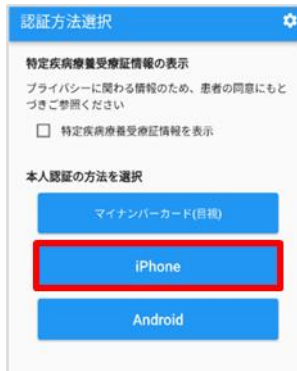 認証方法選択
特定疾病療養受療証情報の表示
プライバシーに関わる情報のため、患者の同意にもと
づきご参照ください
特定疾病療養受療証情報を表示
本人認証の方法を選択
マイナンバーカード(目視)
iPhone
Android